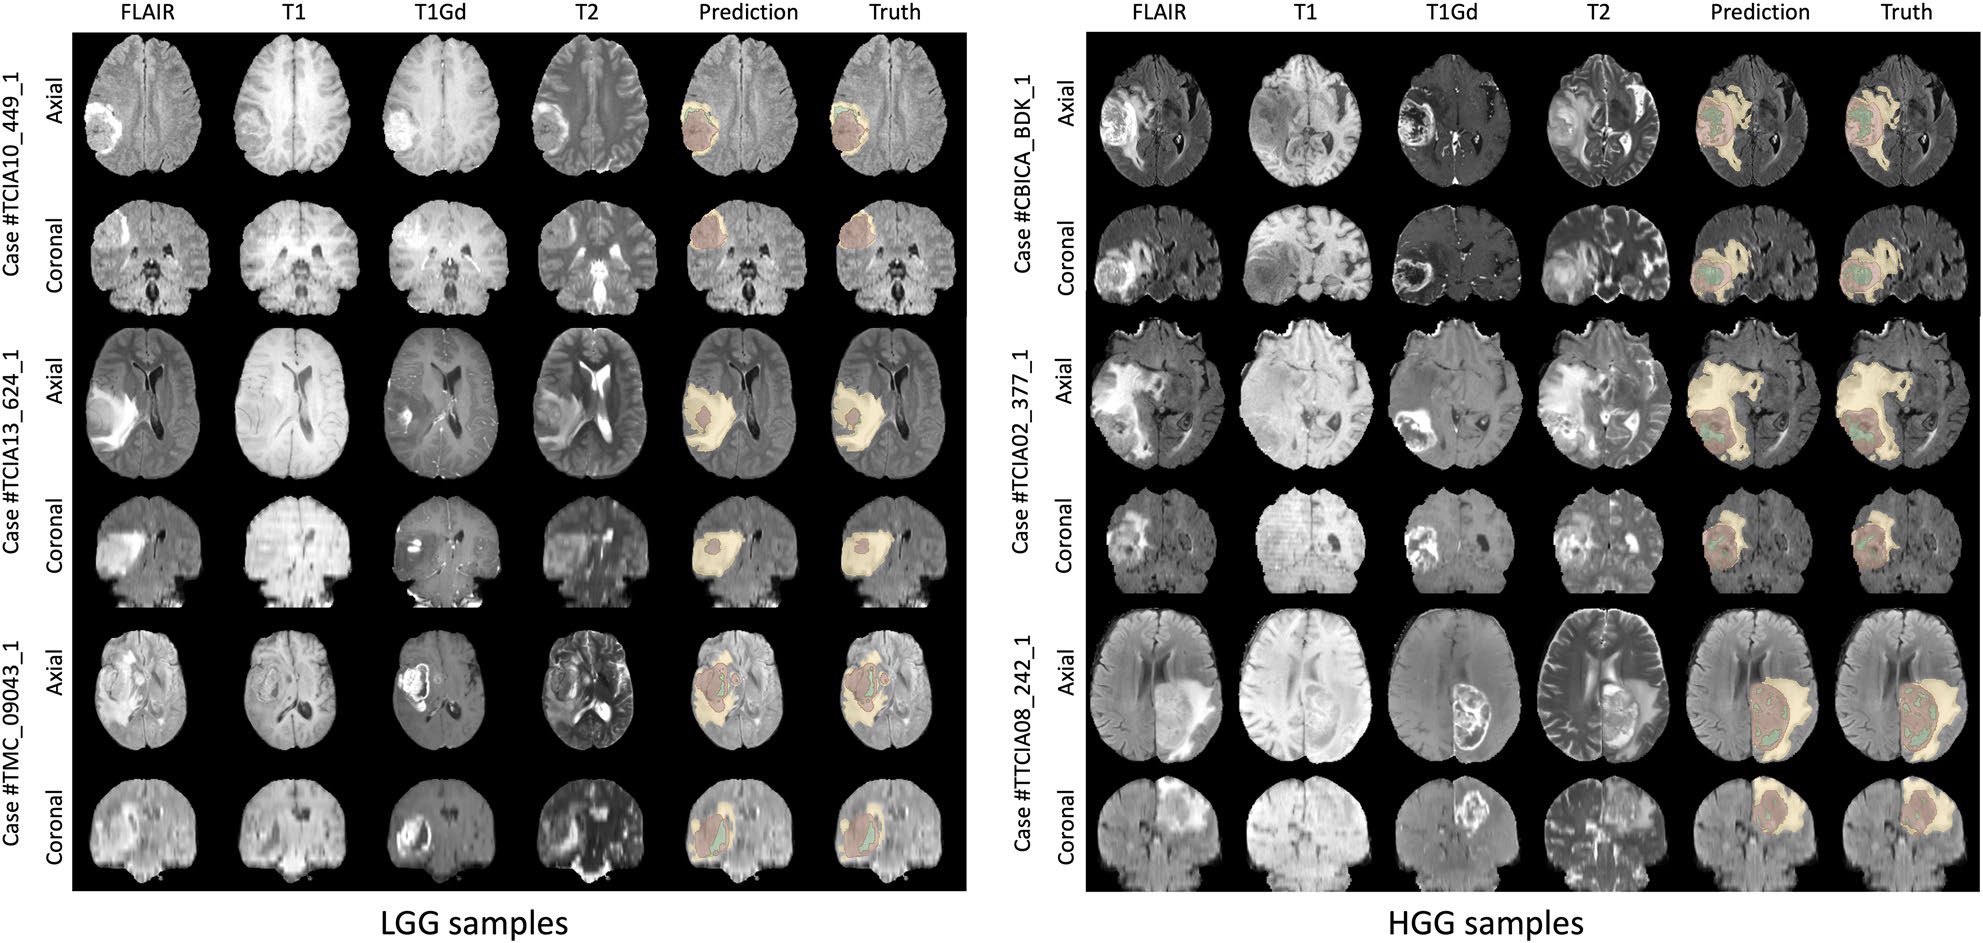 FLAIR T1 T1Gd T2 Prediction Truth
Case #TCIA10_449_1
Axial
Coronal
Case #TCIA13_624_1
Axial
Coronal
Case #TMC_09043_1
Axial
Coronal
LGG samples
FLAIR T1 T1Gd T2 Prediction Truth
Case #CBICA_BDK_1
Axial
Coronal
Case #TCIA02_377_1
Axial
Coronal
Case #TTCIA08_242_1
Axial
Coronal
HGG samples